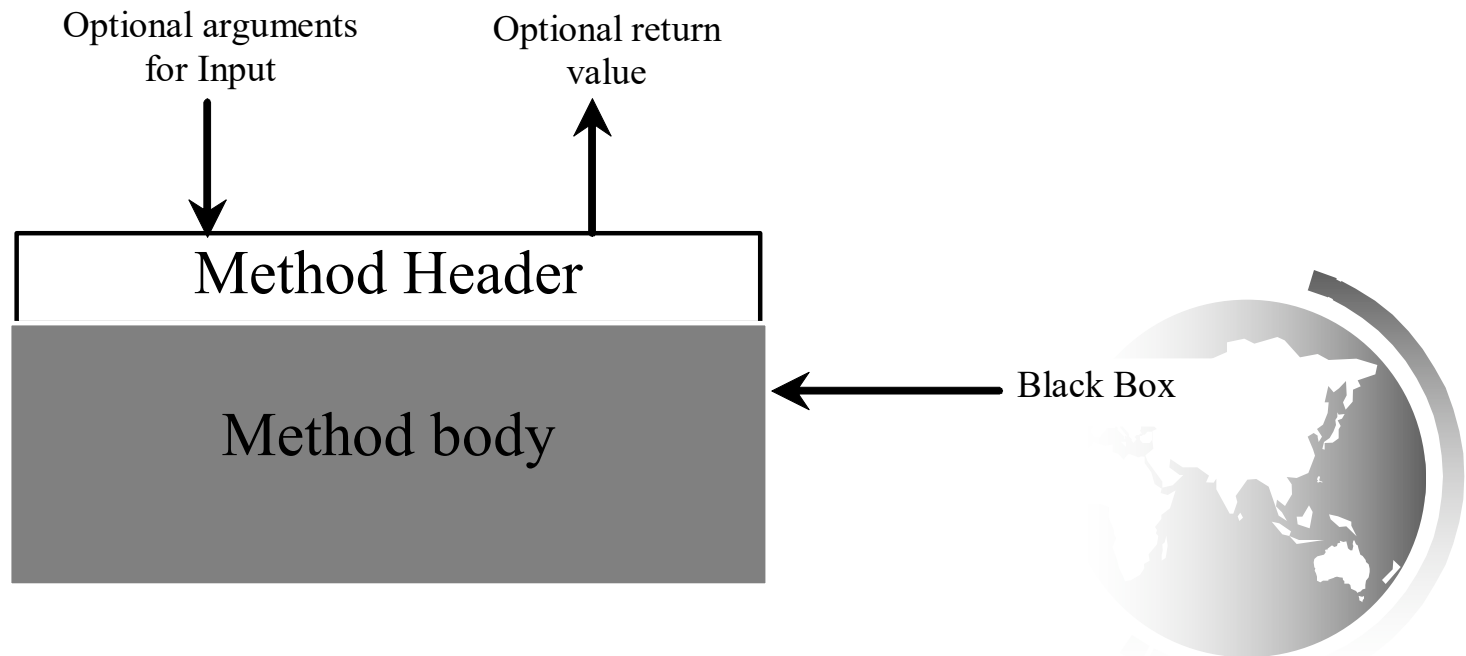 Optional arguments
for Input
Optional return
value
Method Header
Black Box
Method body